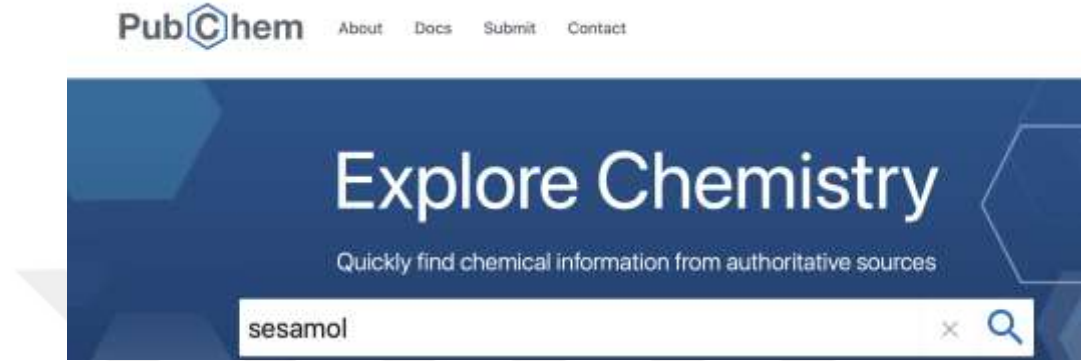 PubChem About Docs Submit Contact
Explore Chemistry
Quickly find chemical information from authoritative sources
sesamol